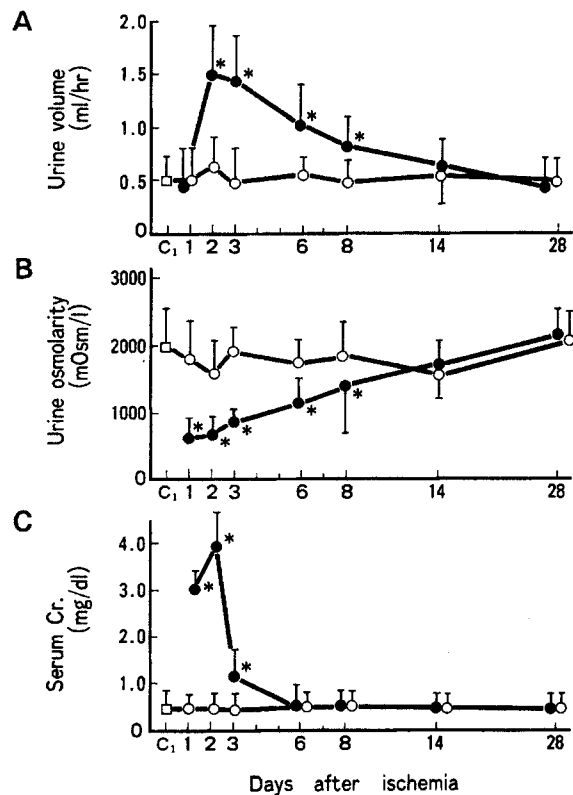 A
Urine volume
(ml/hr)
2.0
1.5
1.0
0.5
0
*
*
*
*
C1 1 2 3 6 8 14 28
B
Urine osmolarity
(mOsm/l)
3000
2000
1000
0
*
*
*
*
*
C1 1 2 3 6 8 14 28
C
Serum Cr.
(mg/dl)
4.0
3.0
2.0
1.0
0.0
*
*
*
C1 1 2 3 6 8 14 28
Days after ischemia